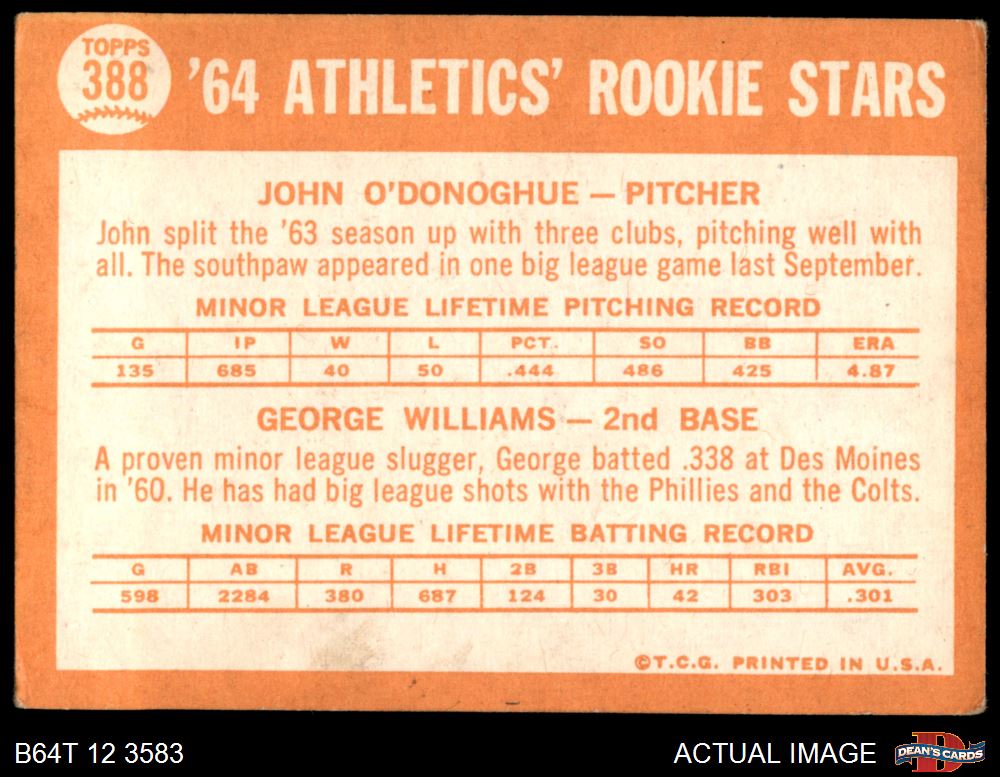 TOPPS
388
'64 ATHLETICS' ROOKIE STARS
JOHN O'DONOGHUE — PITCHER
John split the '63 season up with three clubs, pitching well with
all. The southpaw appeared in one big league game last September.
MINOR LEAGUE LIFETIME PITCHING RECORD
G IP W L PCT. SO BB ERA
135 685 40 50 .444 486 425 4.87
GEORGE WILLIAMS — 2nd BASE
A proven minor league slugger, George batted .338 at Des Moines
in '60. He has had big league shots with the Phillies and the Colts.
MINOR LEAGUE LIFETIME BATTING RECORD
G AB R H 2B 3B HR RBI AVG.
598 2284 380 687 124 30 42 303 .301
©T.C.G. PRINTED IN U.S.A.
B64T 12 3583 ACTUAL IMAGE DEAN'S CARDS